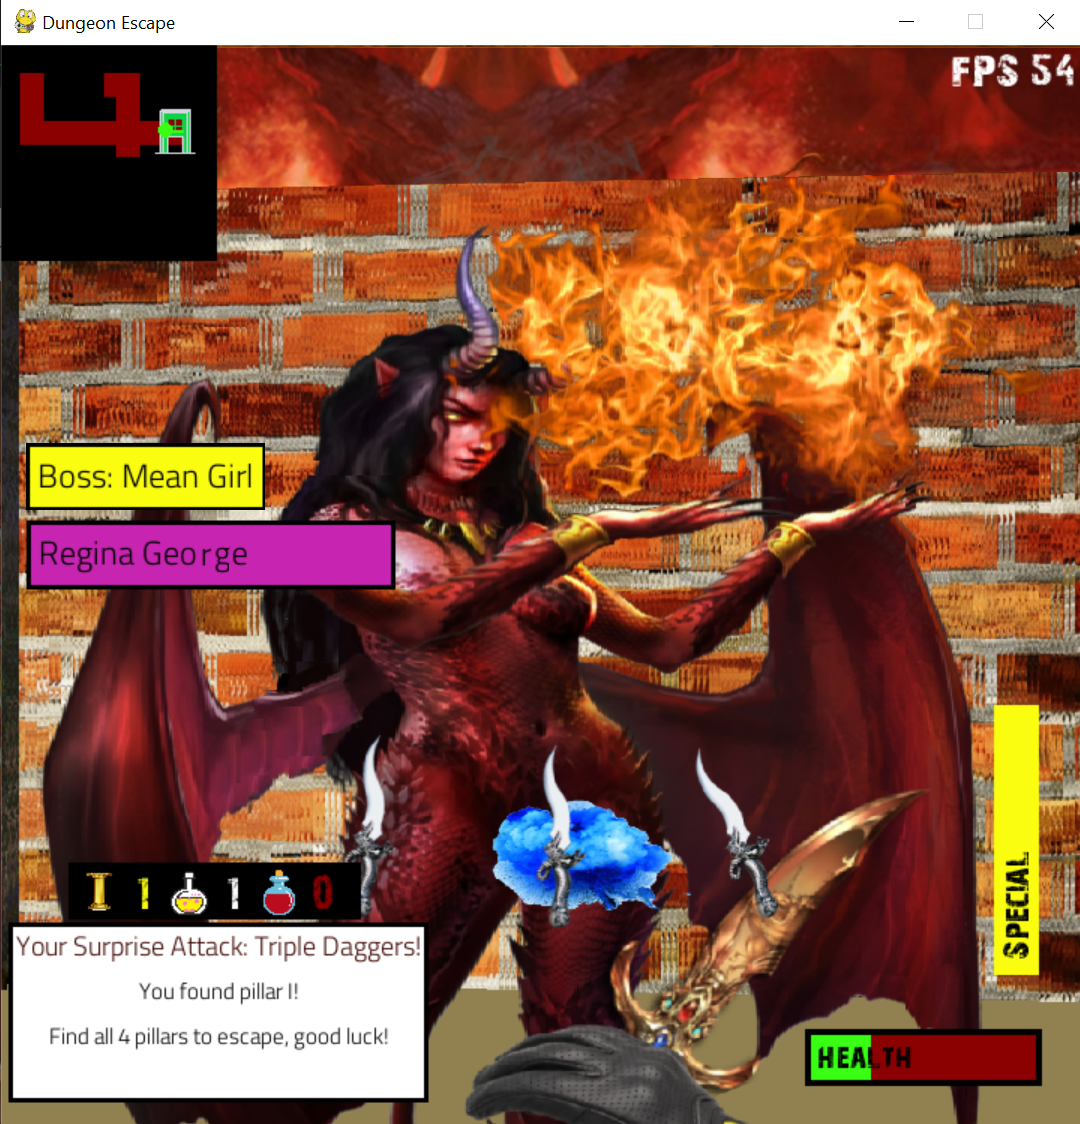 Dungeon Escape
FPS 54
Boss: Mean Girl
Regina George
SPECIAL
1 1 0
Your Surprise Attack: Triple Daggers!
You found pillar I!
Find all 4 pillars to escape, good luck!
HEALTH